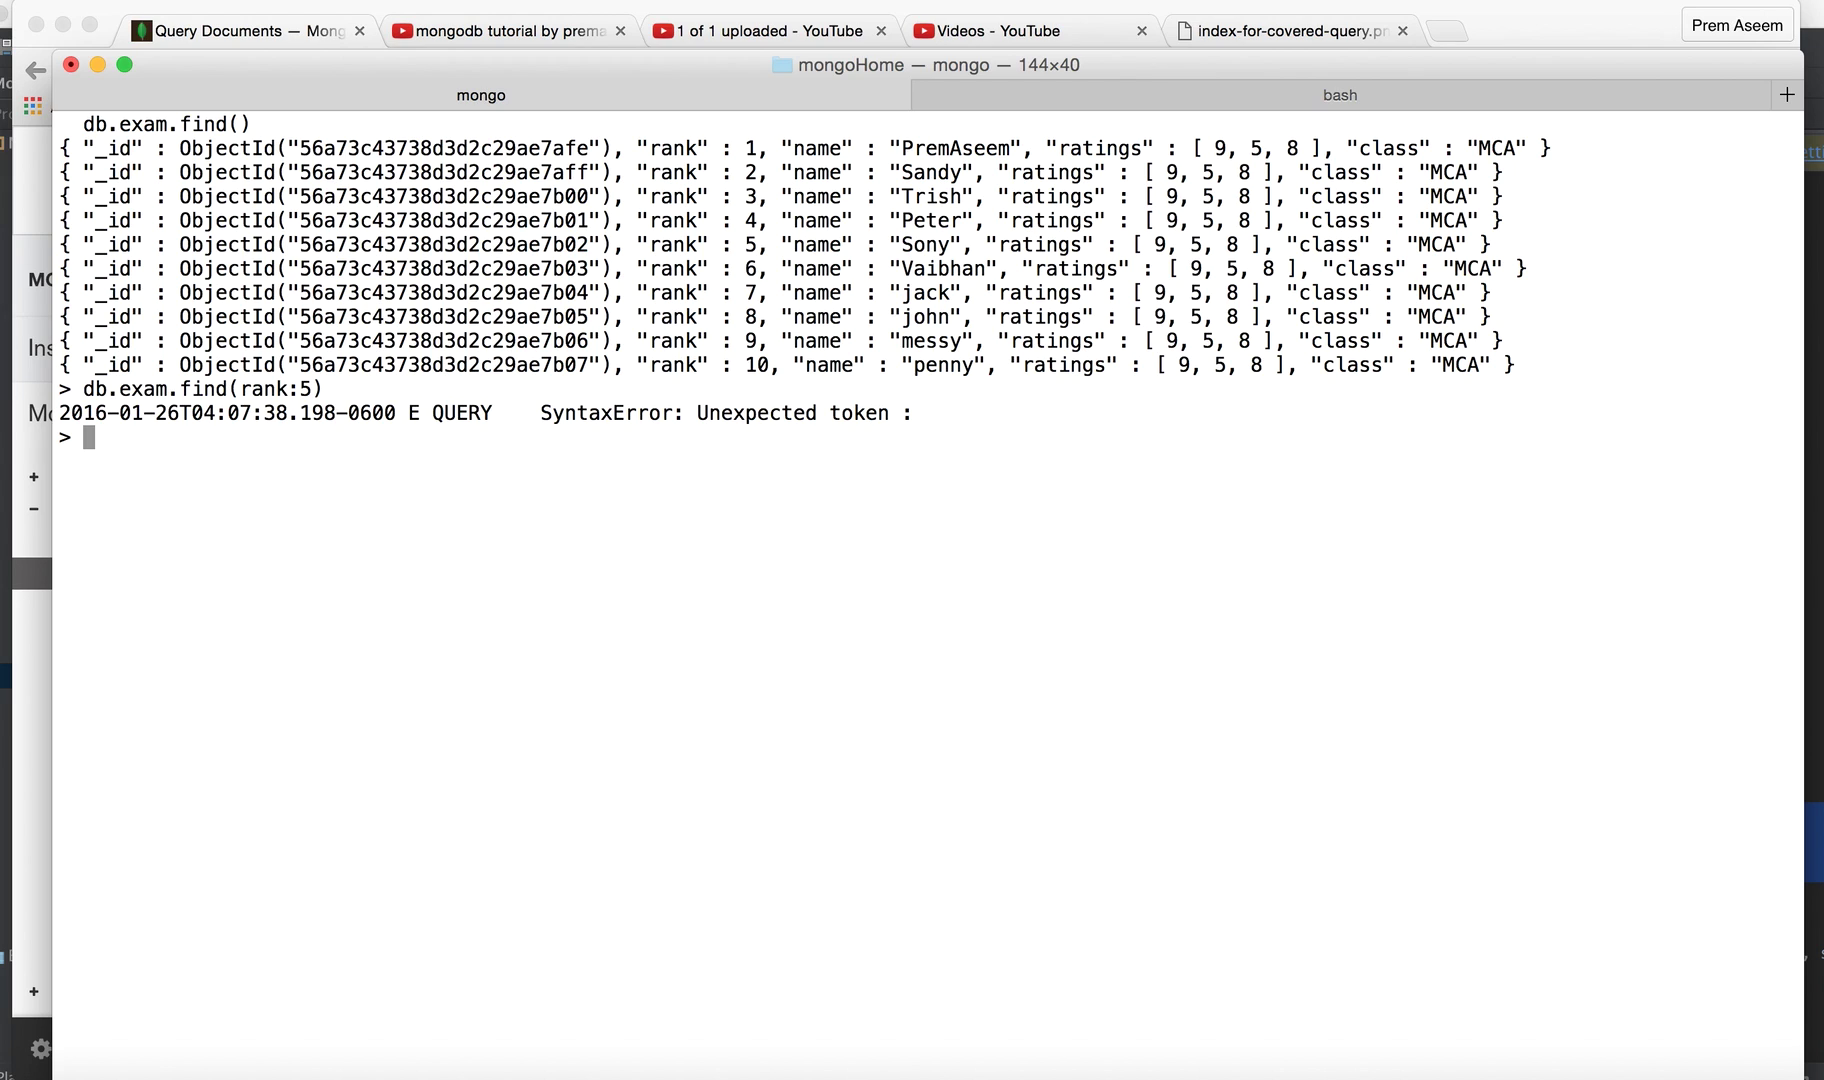 Query Documents — Mong
mongodb tutorial by prema
1 of 1 uploaded - YouTube
Videos - YouTube
index-for-covered-query.pn
Prem Aseem
mongoHome — mongo — 144×40
mongo
bash
db.exam.find()
{ "_id" : ObjectId("56a73c43738d3d2c29ae7afe"), "rank" : 1, "name" : "PremAseem", "ratings" : [ 9, 5, 8 ], "class" : "MCA" }
{ "_id" : ObjectId("56a73c43738d3d2c29ae7aff"), "rank" : 2, "name" : "Sandy", "ratings" : [ 9, 5, 8 ], "class" : "MCA" }
{ "_id" : ObjectId("56a73c43738d3d2c29ae7b00"), "rank" : 3, "name" : "Trish", "ratings" : [ 9, 5, 8 ], "class" : "MCA" }
{ "_id" : ObjectId("56a73c43738d3d2c29ae7b01"), "rank" : 4, "name" : "Peter", "ratings" : [ 9, 5, 8 ], "class" : "MCA" }
{ "_id" : ObjectId("56a73c43738d3d2c29ae7b02"), "rank" : 5, "name" : "Sony", "ratings" : [ 9, 5, 8 ], "class" : "MCA" }
{ "_id" : ObjectId("56a73c43738d3d2c29ae7b03"), "rank" : 6, "name" : "Vaibhan", "ratings" : [ 9, 5, 8 ], "class" : "MCA" }
{ "_id" : ObjectId("56a73c43738d3d2c29ae7b04"), "rank" : 7, "name" : "jack", "ratings" : [ 9, 5, 8 ], "class" : "MCA" }
{ "_id" : ObjectId("56a73c43738d3d2c29ae7b05"), "rank" : 8, "name" : "john", "ratings" : [ 9, 5, 8 ], "class" : "MCA" }
{ "_id" : ObjectId("56a73c43738d3d2c29ae7b06"), "rank" : 9, "name" : "messy", "ratings" : [ 9, 5, 8 ], "class" : "MCA" }
{ "_id" : ObjectId("56a73c43738d3d2c29ae7b07"), "rank" : 10, "name" : "penny", "ratings" : [ 9, 5, 8 ], "class" : "MCA" }
> db.exam.find(rank:5)
2016-01-26T04:07:38.198-0600 E QUERY    SyntaxError: Unexpected token :
>